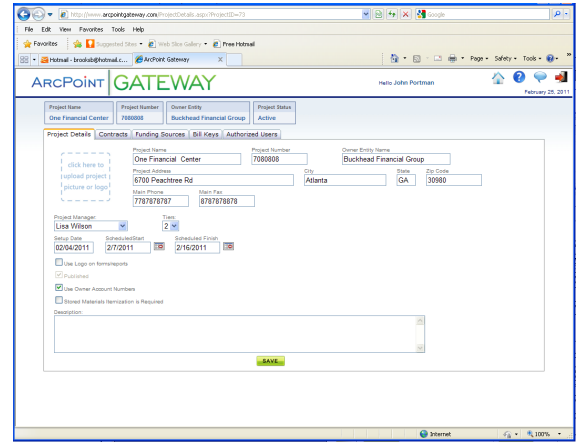 http://www.arcpointgateway.com/ProjectDetails.aspx?ProjectID=73
Google
File Edit View Favorites Tools Help
Favorites Suggested Sites Web Slice Gallery Free Hotmail
Hotmail - brooksb@hotmail.c... ArcPoint Gateway X
Page Safety Tools
ARCPOINT GATEWAY
Hello John Portman
February 25, 2011
Project Name Project Number Owner Entity Project Status
One Financial Center 7080808 Buckhead Financial Group Active
Project Details Contracts Funding Sources Bill Keys Authorized Users
click here to
upload project
picture or logo
Project Name Project Number Owner Entity Name
One Financial Center 7080808 Buckhead Financial Group
Project Address City State Zip Code
6700 Peachtree Rd Atlanta GA 30980
Main Phone Main Fax
7787878787 8787878878
Project Manager: Tiers:
Lisa Wilson 2
Setup Date ScheduledStart Scheduled Finish
02/04/2011 2/7/2011 2/16/2011
Use Logo on forms/reports
Published
Use Owner Account Numbers
Stored Materials Itemization is Required
Description:
SAVE
Internet 100%